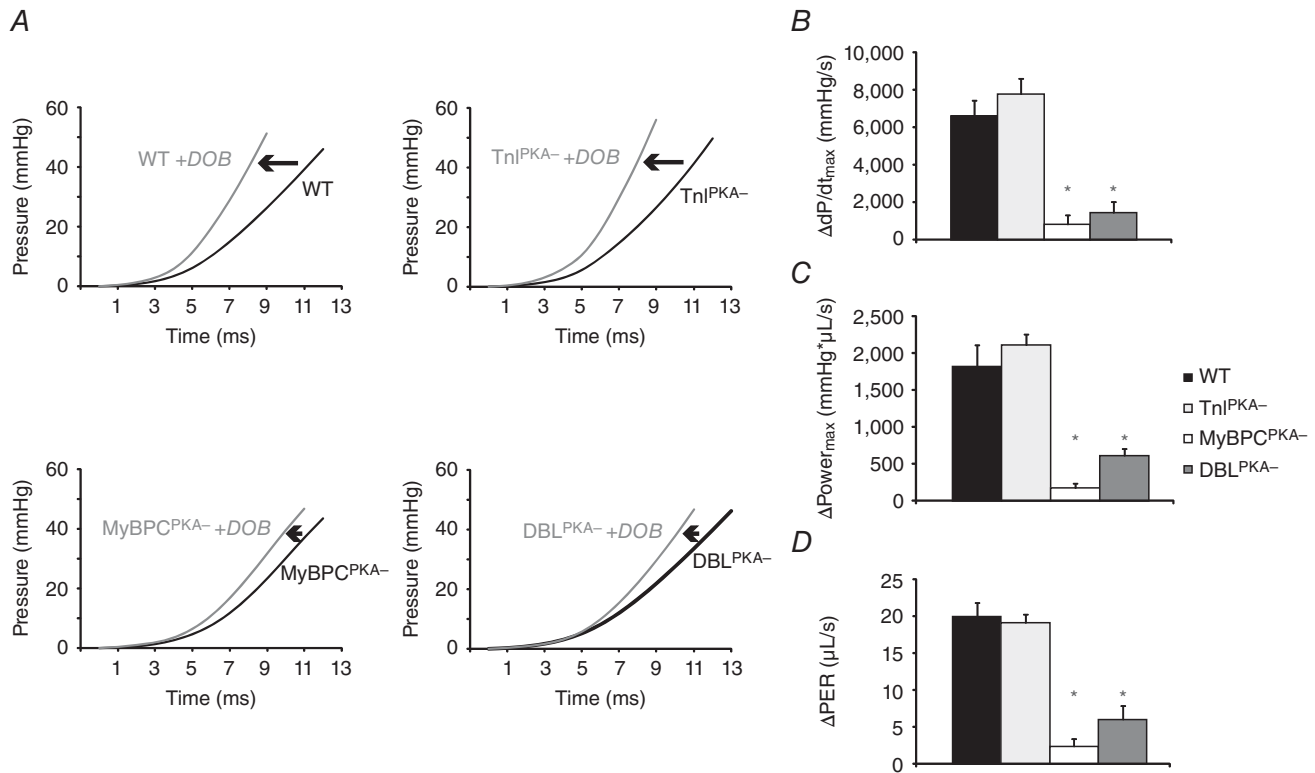 A
60
40
20
0
Pressure (mmHg)
WT +DOB
WT
1 3 5 7 9 11 13
Time (ms)
60
40
20
0
Pressure (mmHg)
TnI^PKA– +DOB
TnI^PKA–
1 3 5 7 9 11 13
Time (ms)
60
40
20
0
Pressure (mmHg)
MyBPC^PKA– +DOB
MyBPC^PKA–
1 3 5 7 9 11 13
Time (ms)
60
40
20
0
Pressure (mmHg)
DBL^PKA– +DOB
DBL^PKA–
1 3 5 7 9 11 13
Time (ms)
B
10,000
8,000
6,000
4,000
2,000
0
ΔdP/dt_max (mmHg/s)
* *
C
2,500
2,000
1,500
1,000
500
0
ΔPower_max (mmHg*µL/s)
* *
WT
TnI^PKA–
MyBPC^PKA–
DBL^PKA–
D
25
20
15
10
5
0
ΔPER (µL/s)
* *